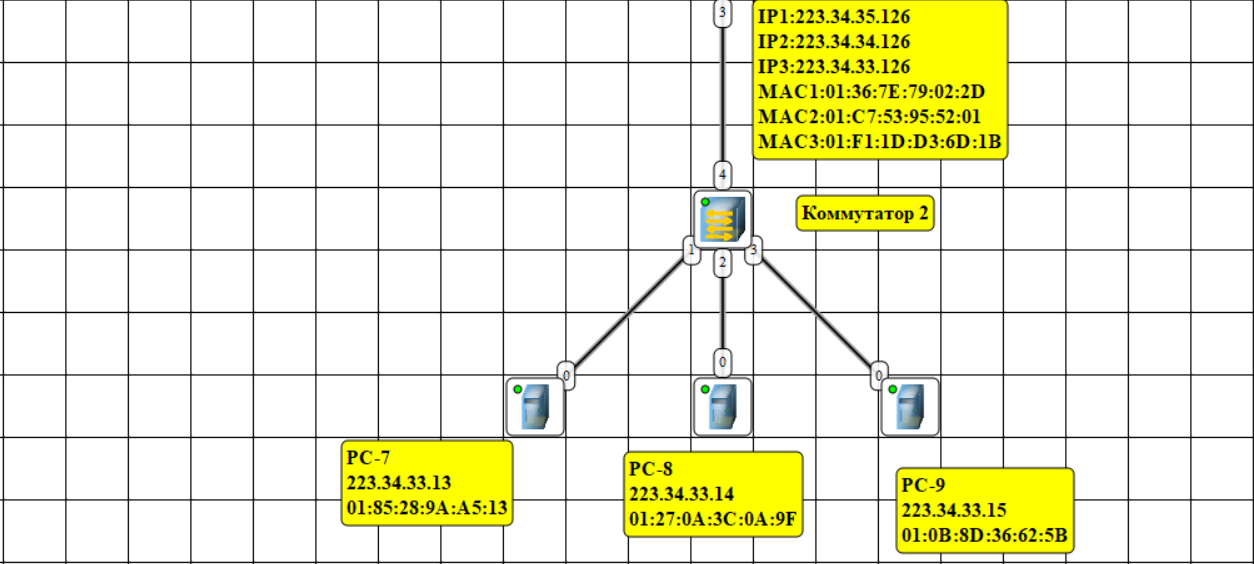 3
IP1:223.34.35.126
IP2:223.34.34.126
IP3:223.34.33.126
MAC1:01:36:7E:79:02:2D
MAC2:01:C7:53:95:52:01
MAC3:01:F1:1D:D3:6D:1B
4
Коммутатор 2
1
2
3
0
0
0
PC-7
223.34.33.13
01:85:28:9A:A5:13
PC-8
223.34.33.14
01:27:0A:3C:0A:9F
PC-9
223.34.33.15
01:0B:8D:36:62:5B